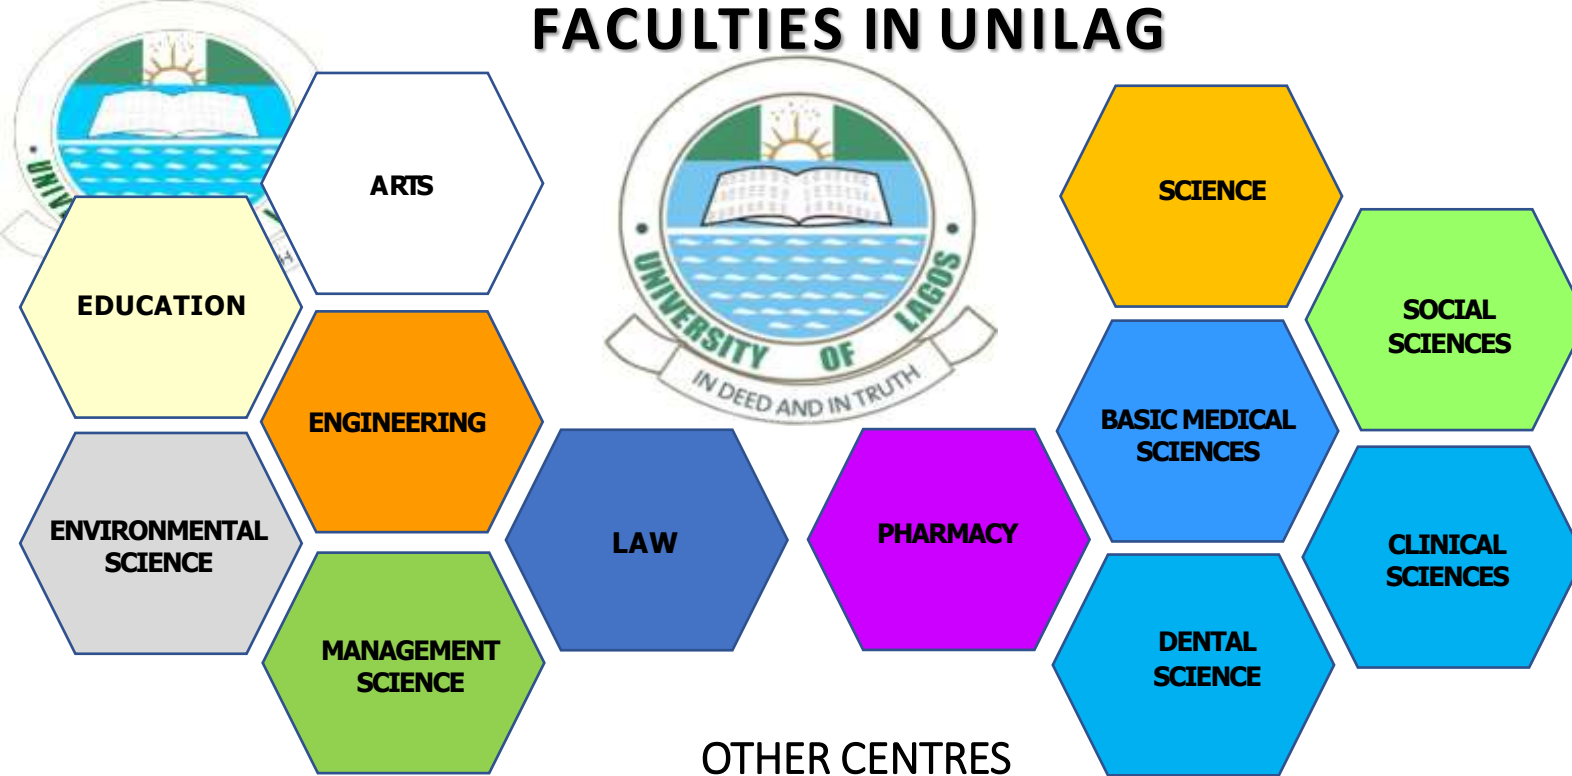 FACULTIES IN UNILAG
UNIV
ARTS
EDUCATION
ENGINEERING
ENVIRONMENTAL
SCIENCE
MANAGEMENT
SCIENCE
LAW
UNIVERSITY OF LAGOS
IN DEED AND IN TRUTH
SCIENCE
SOCIAL
SCIENCES
BASIC MEDICAL
SCIENCES
PHARMACY
CLINICAL
SCIENCES
DENTAL
SCIENCE
OTHER CENTRES